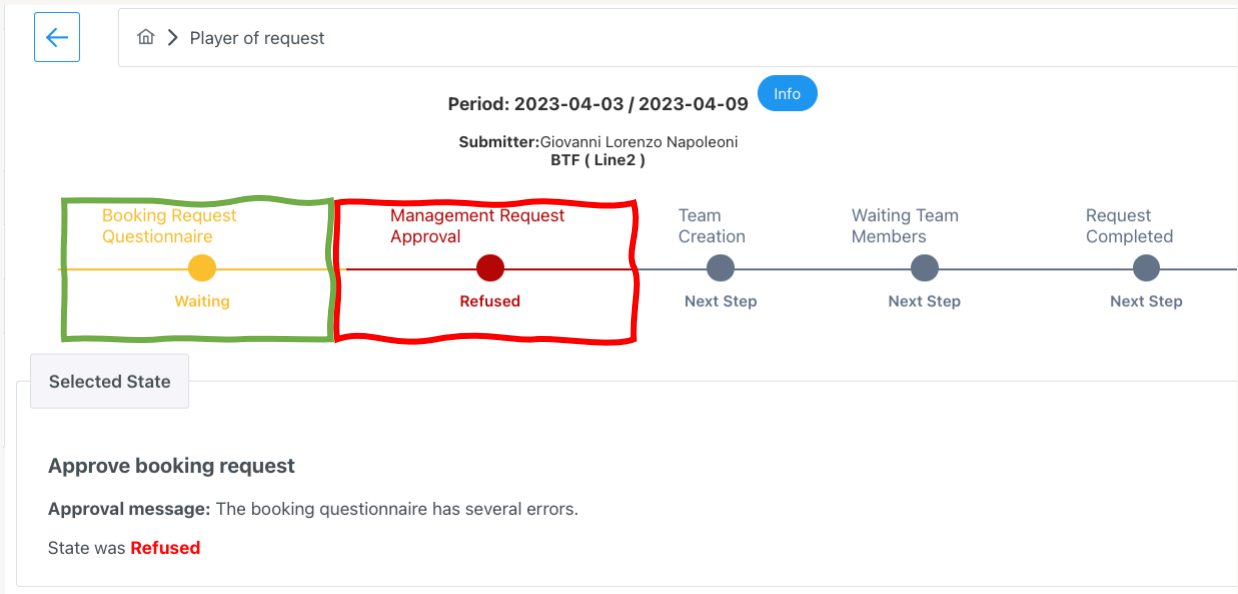 Player of request
Period: 2023-04-03 / 2023-04-09
Info
Submitter:Giovanni Lorenzo Napoleoni
BTF ( Line2 )
Booking Request
Questionnaire
Waiting
Management Request
Approval
Refused
Team
Creation
Next Step
Waiting Team
Members
Next Step
Request
Completed
Next Step
Selected State
Approve booking request
Approval message: The booking questionnaire has several errors.
State was Refused